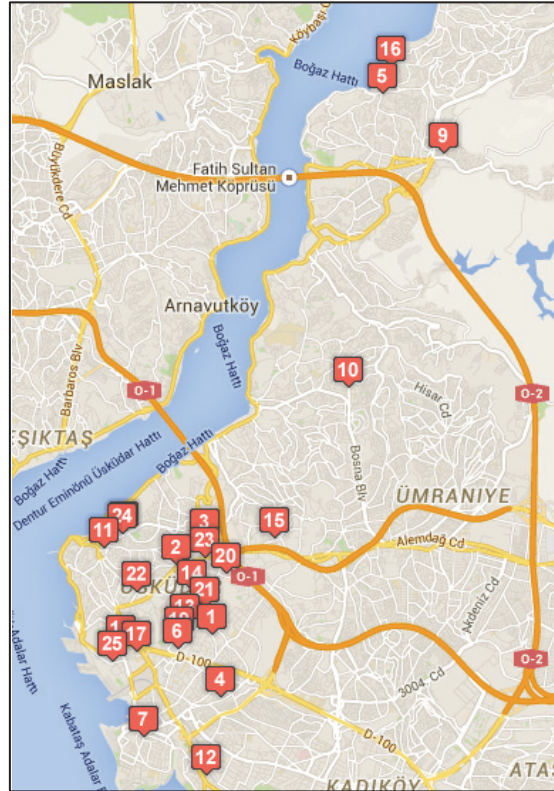 Köybaşı C
16
Boğaz Hattı
5
Maslak
Büyükdere Cd
9
Fatih Sultan
Mehmet Köprüsü
Arnavutköy
Boğaz Hattı
10
O-1
O-2
Hisar Cd
Barbaros Blv
EŞİKTAŞ
Boğaz Hattı
Boğaz Hattı
Dentur Eminönü Üsküdar Hattı
Bosna Blv
ÜMRANİYE
24
11
3
15
23
Alemdağ Cd
2
20
O-1
14
22
ÜSKÜD
21
13
1
Akdeniz Cd
6
17
25
D-100
O-2
4
3004. Cd
Adalar Hattı
Kabataş Adalar
7
D-100
12
ATAŞ
KADIKÖY